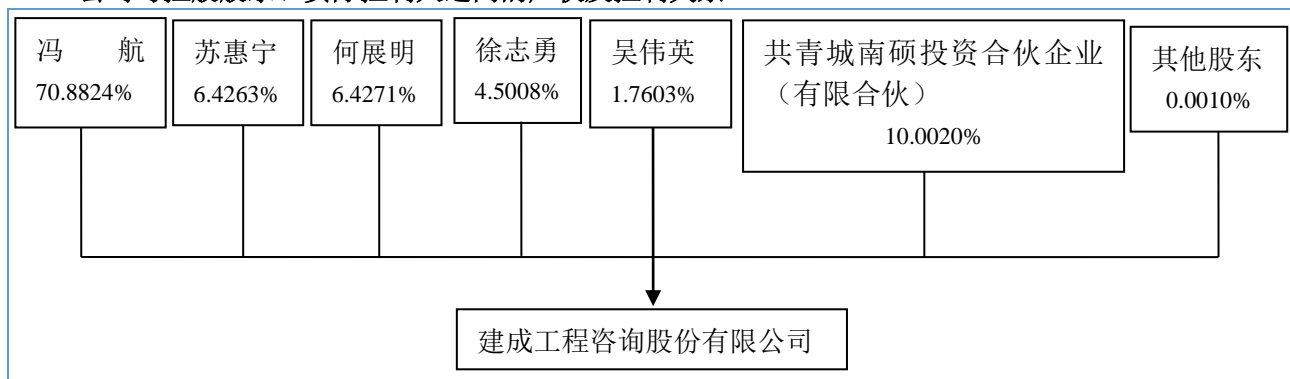 冯 航
70.8824%
苏惠宁
6.4263%
何展明
6.4271%
徐志勇
4.5008%
吴伟英
1.7603%
共青城南硕投资合伙企业
（有限合伙）
10.0020%
其他股东
0.0010%
建成工程咨询股份有限公司